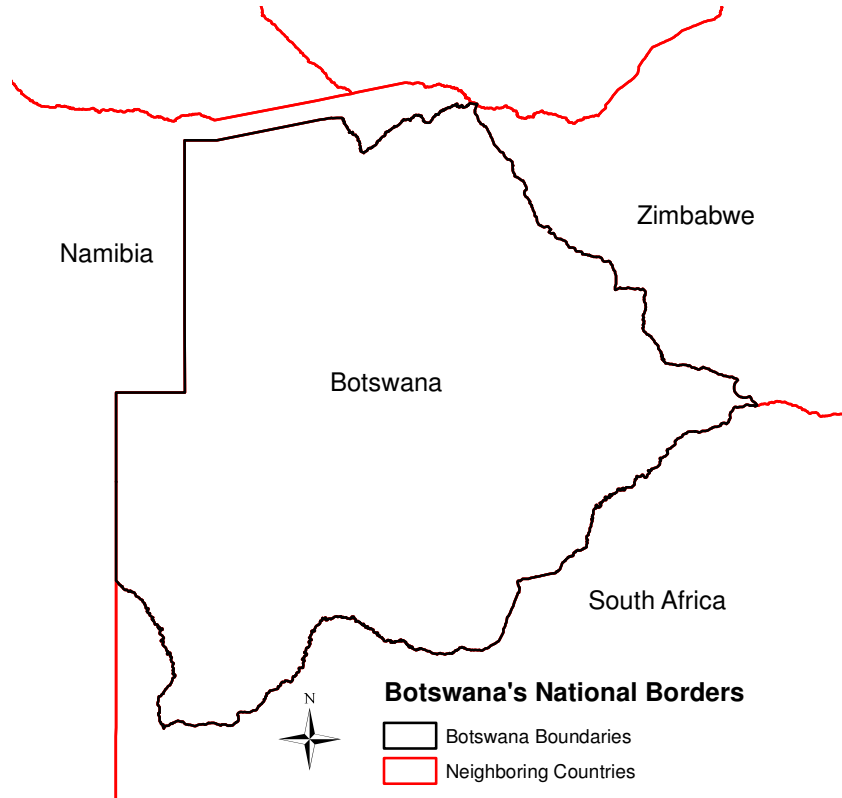 Zimbabwe
Namibia
Botswana
South Africa
N
Botswana's National Borders
Botswana Boundaries
Neighboring Countries